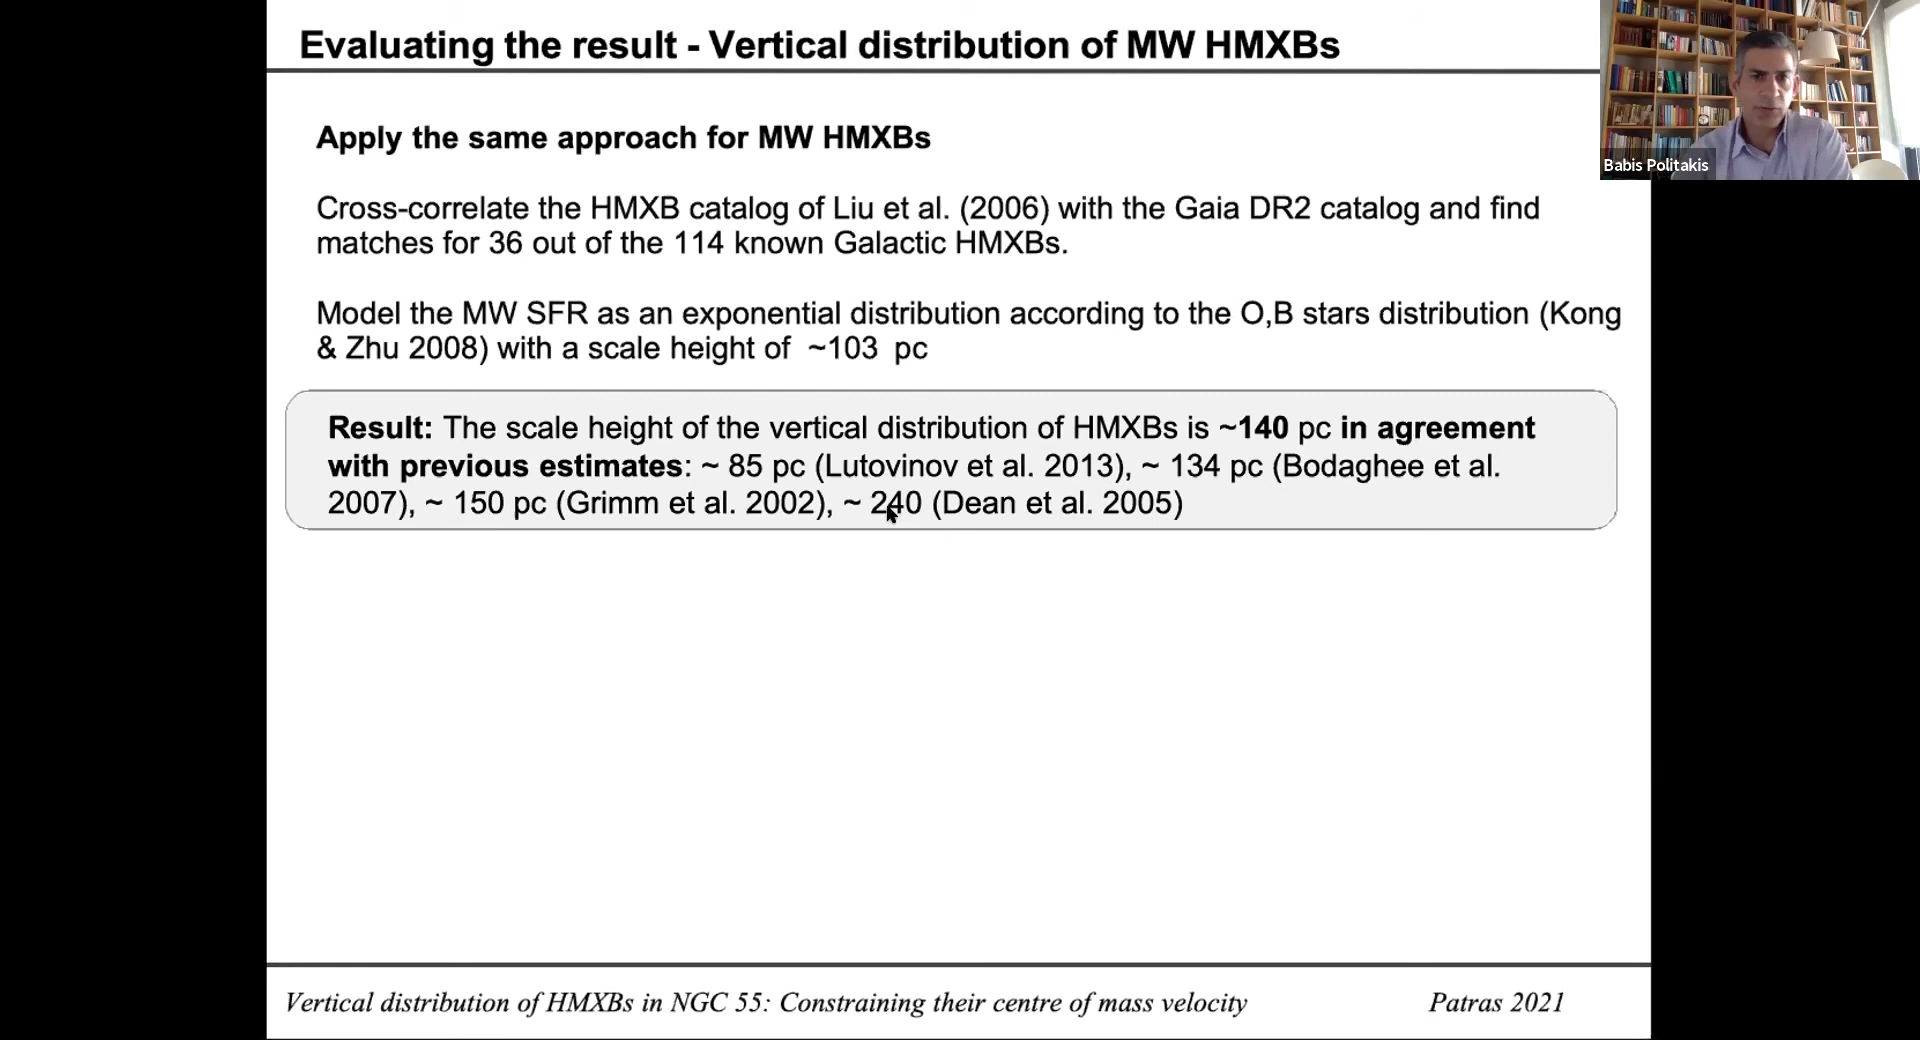 Evaluating the result - Vertical distribution of MW HMXBs
Babis Politakis
Apply the same approach for MW HMXBs
Cross-correlate the HMXB catalog of Liu et al. (2006) with the Gaia DR2 catalog and find
matches for 36 out of the 114 known Galactic HMXBs.
Model the MW SFR as an exponential distribution according to the O,B stars distribution (Kong
& Zhu 2008) with a scale height of ~103 pc
Result: The scale height of the vertical distribution of HMXBs is ~140 pc in agreement
with previous estimates: ~ 85 pc (Lutovinov et al. 2013), ~ 134 pc (Bodaghee et al.
2007), ~ 150 pc (Grimm et al. 2002), ~ 240 (Dean et al. 2005)
Vertical distribution of HMXBs in NGC 55: Constraining their centre of mass velocity
Patras 2021